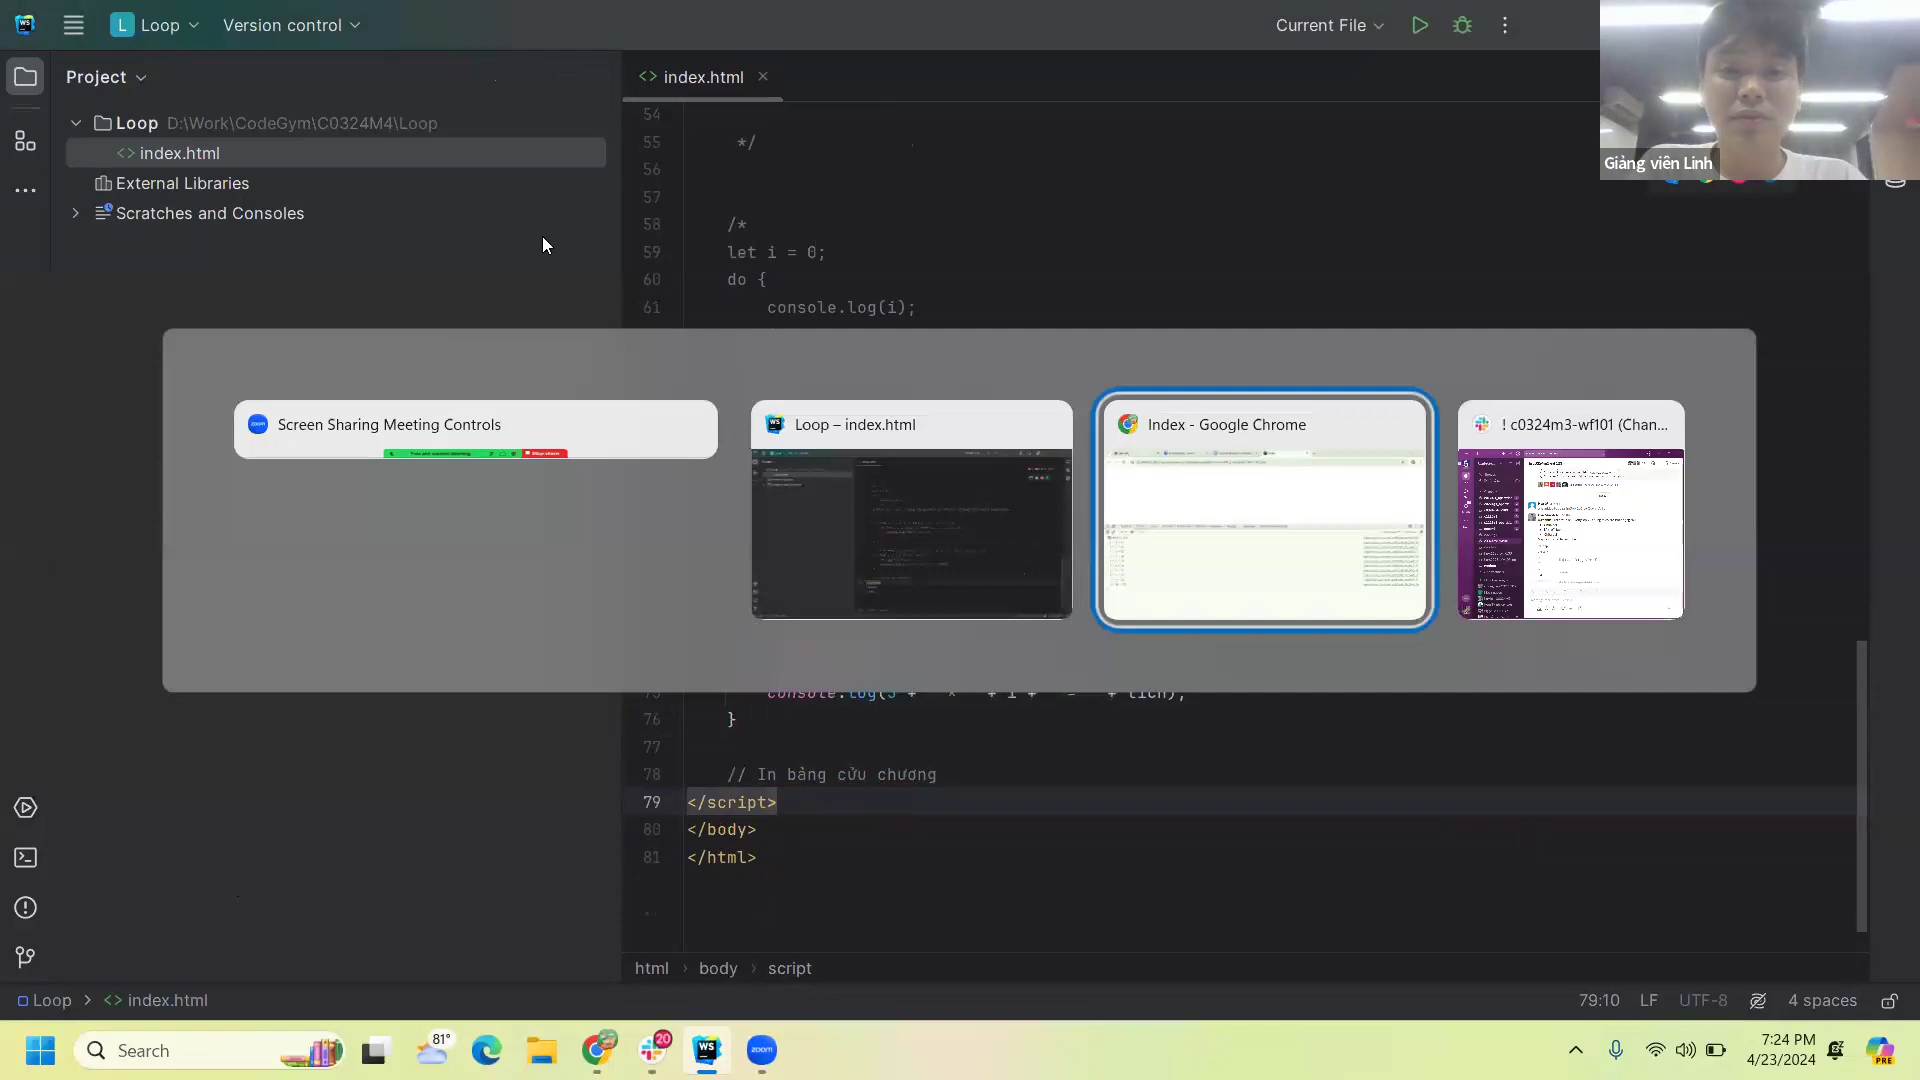 L Loop
Version control
Current File
Project
index.html
Giảng viên Linh
Loop D:\Work\CodeGym\C0324M4\Loop
index.html
External Libraries
Scratches and Consoles
54
55 */
56
57
58 /*
59 let i = 0;
60 do {
61 console.log(i);
Screen Sharing Meeting Controls
Loop – index.html
Index - Google Chrome
! c0324m3-wf101 (Chan...
76 }
77
78 // In bảng cửu chương
79 </script>
80 </body>
81 </html>
html
body
script
Loop
index.html
79:10
LF
UTF-8
4 spaces
Search
81°
20
WS
zoom
7:24 PM
4/23/2024
PRE